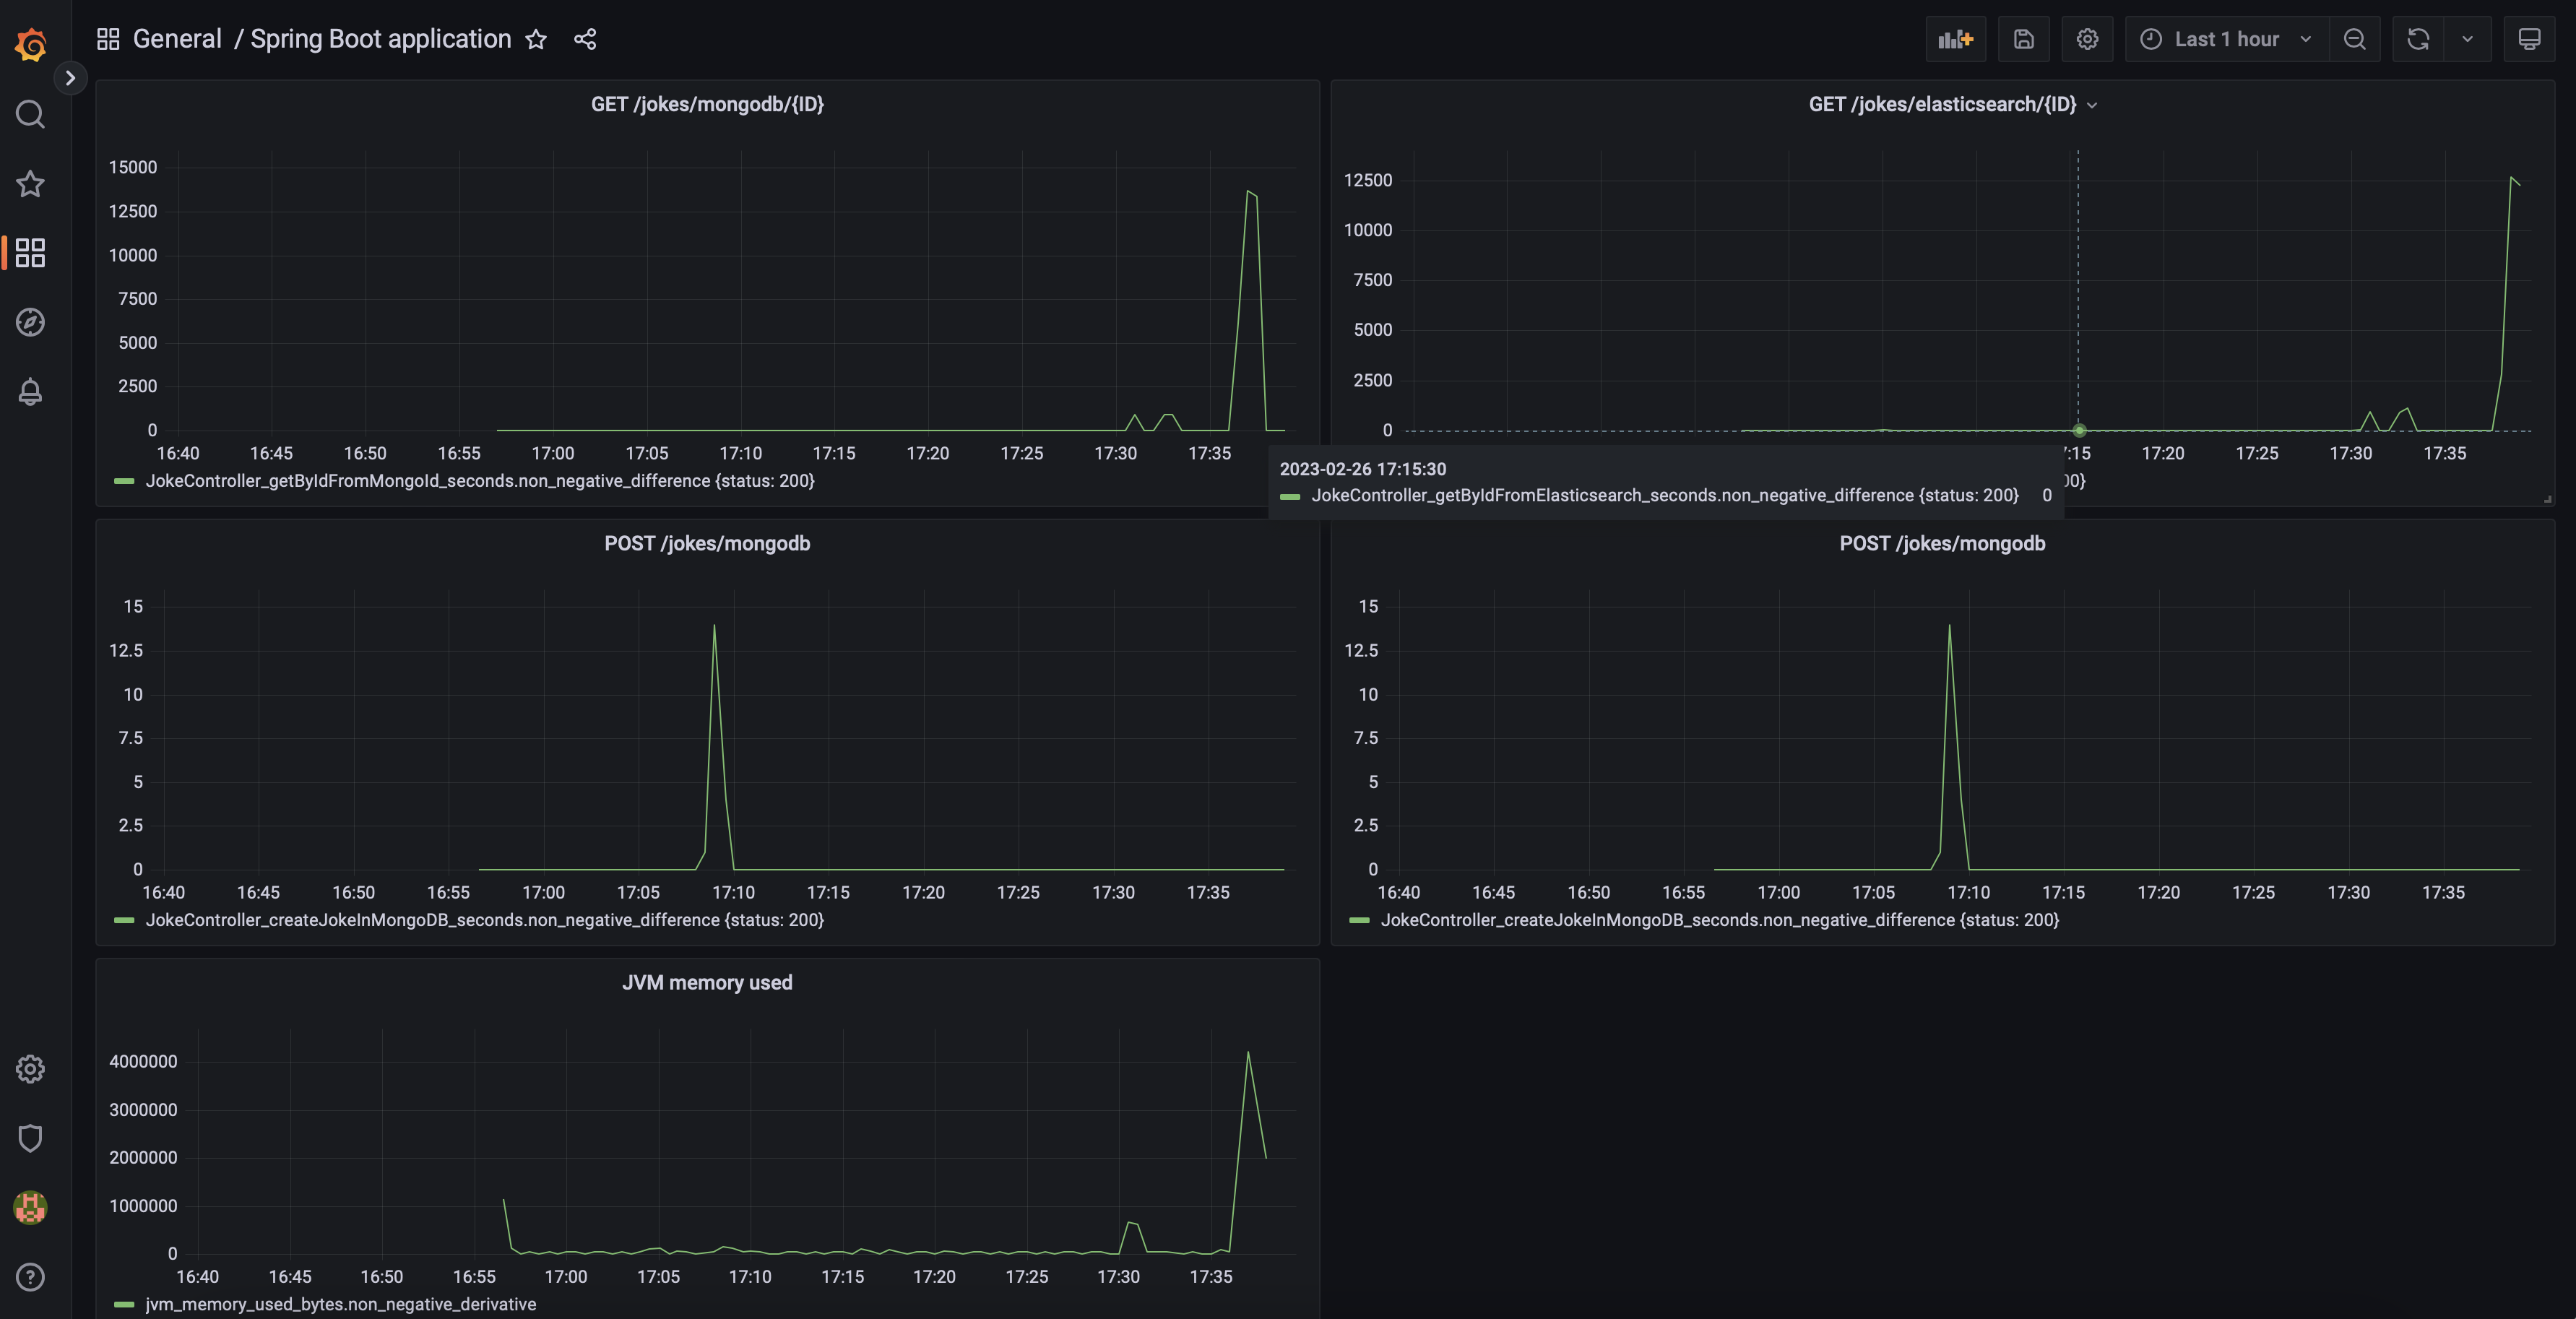 General / Spring Boot application
Last 1 hour
GET /jokes/mongodb/{ID}
15000
12500
10000
7500
5000
2500
0
16:40 16:45 16:50 16:55 17:00 17:05 17:10 17:15 17:20 17:25 17:30 17:35
JokeController_getByIdFromMongoId_seconds.non_negative_difference {status: 200}
GET /jokes/elasticsearch/{ID}
12500
10000
7500
5000
2500
0
:15 17:20 17:25 17:30 17:35
00}
2023-02-26 17:15:30
JokeController_getByIdFromElasticsearch_seconds.non_negative_difference {status: 200} 0
POST /jokes/mongodb
15
12.5
10
7.5
5
2.5
0
16:40 16:45 16:50 16:55 17:00 17:05 17:10 17:15 17:20 17:25 17:30 17:35
JokeController_createJokeInMongoDB_seconds.non_negative_difference {status: 200}
POST /jokes/mongodb
15
12.5
10
7.5
5
2.5
0
16:40 16:45 16:50 16:55 17:00 17:05 17:10 17:15 17:20 17:25 17:30 17:35
JokeController_createJokeInMongoDB_seconds.non_negative_difference {status: 200}
JVM memory used
4000000
3000000
2000000
1000000
0
16:40 16:45 16:50 16:55 17:00 17:05 17:10 17:15 17:20 17:25 17:30 17:35
jvm_memory_used_bytes.non_negative_derivative